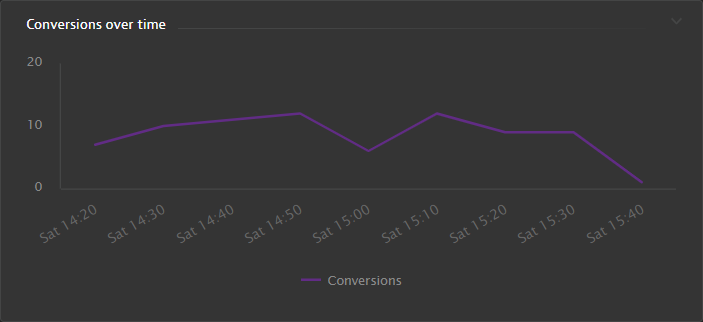 Conversions over time
20
10
0
Sat 14:20
Sat 14:30
Sat 14:40
Sat 14:50
Sat 15:00
Sat 15:10
Sat 15:20
Sat 15:30
Sat 15:40
Conversions